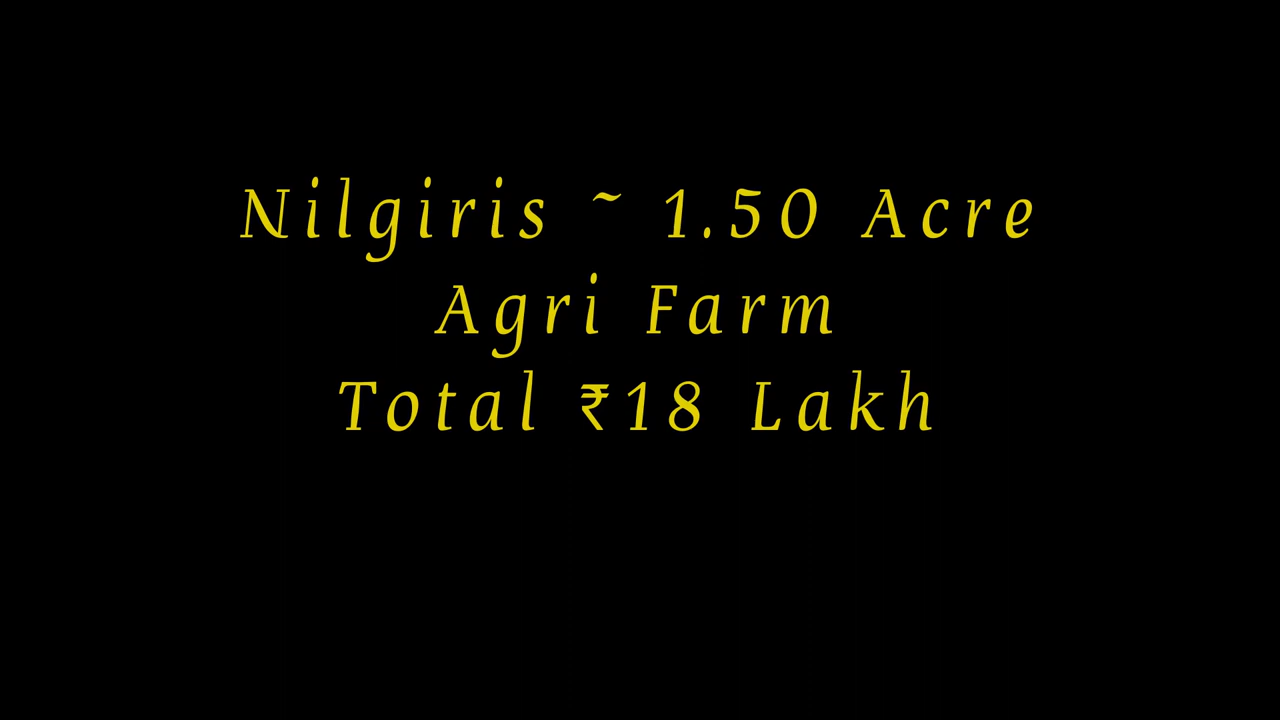 Nilgiris ~ 1.50 Acre
Agri Farm
Total ₹18 Lakh